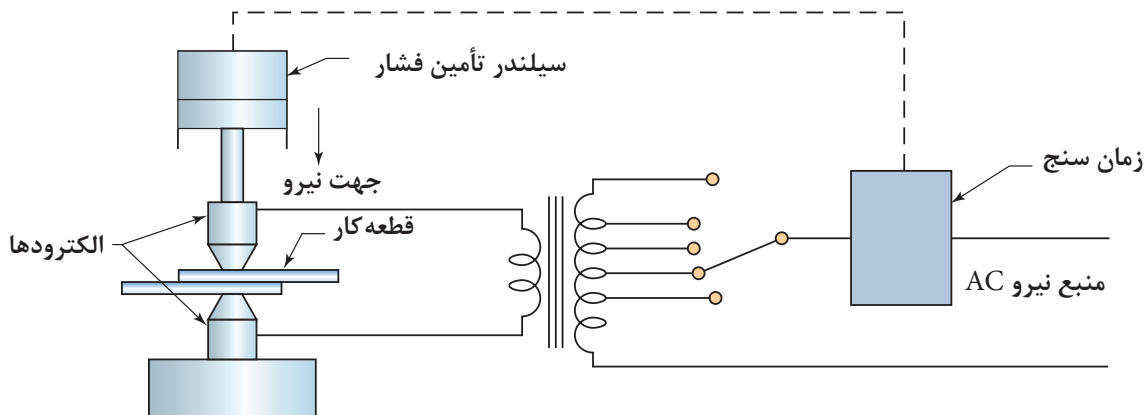 سیلندر تأمین فشار
زمان سنج
جهت نیرو
قطعه‌کار
الکترودها
منبع نیرو AC